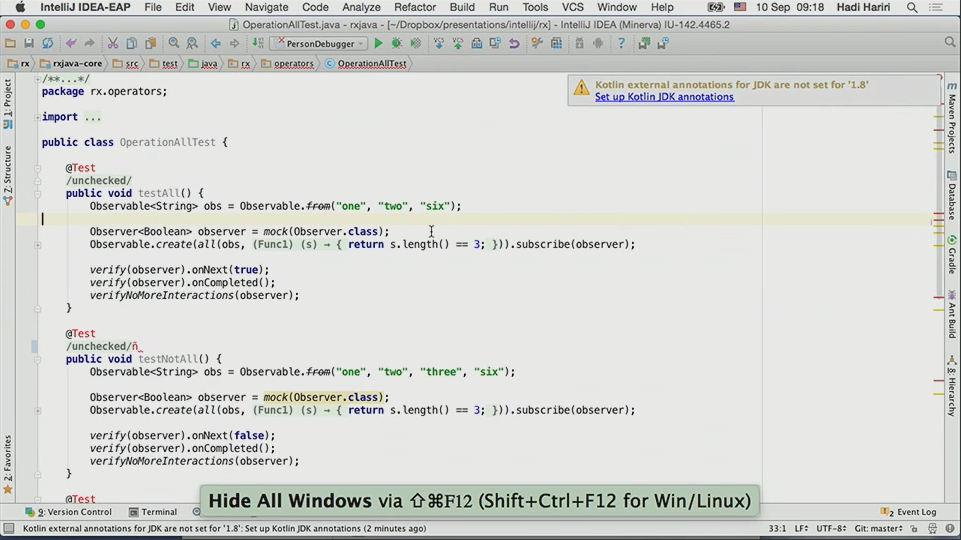 IntelliJ IDEA-EAP File Edit View Navigate Code Analyze Refactor Build Run Tools VCS Window Help 10 Sep 09:18 Hadi Hariri
OperationAllTest.java - rxjava-core - [~/Dropbox/presentations/intellij/rx] - IntelliJ IDEA (Minerva) IU-142.4465.2
PersonDebugger
rx rxjava-core src test java rx operators OperationAllTest
/**...*/
package rx.operators;
import ...
public class OperationAllTest {
@Test
/unchecked/
public void testAll() {
Observable<String> obs = Observable.from("one", "two", "six");
Observer<Boolean> observer = mock(Observer.class);
Observable.create(all(obs, (Func1) (s) → { return s.length() == 3; })).subscribe(observer);
verify(observer).onNext(true);
verify(observer).onCompleted();
verifyNoMoreInteractions(observer);
}
@Test
/unchecked/ñ
public void testNotAll() {
Observable<String> obs = Observable.from("one", "two", "three", "six");
Observer<Boolean> observer = mock(Observer.class);
Observable.create(all(obs, (Func1) (s) → { return s.length() == 3; })).subscribe(observer);
verify(observer).onNext(false);
verify(observer).onCompleted();
verifyNoMoreInteractions(observer);
}
@Test
Kotlin external annotations for JDK are not set for '1.8'
Set up Kotlin JDK annotations
1: Project
7: Structure
2: Favorites
Maven Projects
Database
Gradle
Ant Build
8: Hierarchy
Hide All Windows via ⇧⌘F12 (Shift+Ctrl+F12 for Win/Linux)
9: Version Control Terminal 2 Event Log
Kotlin external annotations for JDK are not set for '1.8': Set up Kotlin JDK annotations (2 minutes ago) 33:1 LF÷ UTF-8÷ Git: master÷